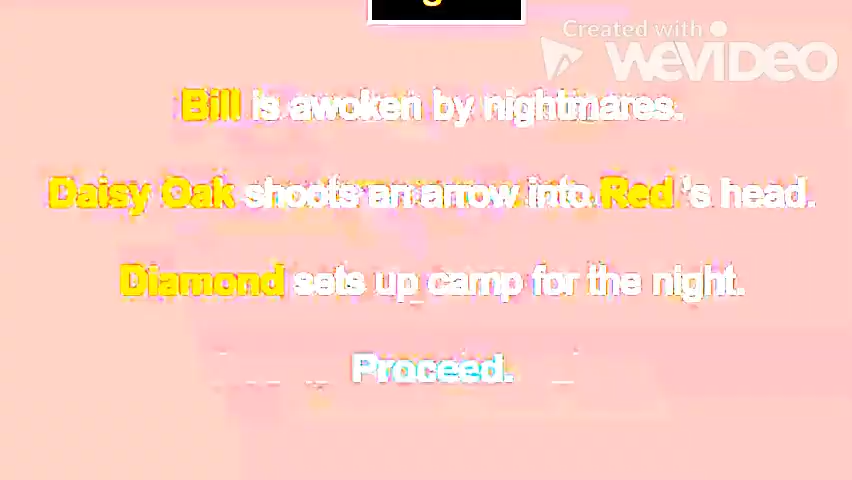 Created with
WEVIDEO
Bill is awoken by nightmares.
Daisy Oak shoots an arrow into Red 's head.
Diamond sets up camp for the night.
Proceed.